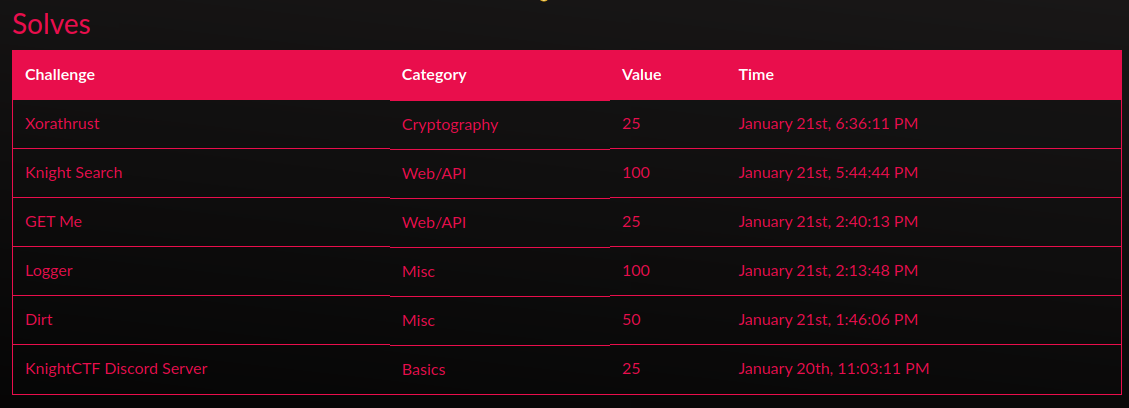 Solves
Challenge Category Value Time
Xorathrust Cryptography 25 January 21st, 6:36:11 PM
Knight Search Web/API 100 January 21st, 5:44:44 PM
GET Me Web/API 25 January 21st, 2:40:13 PM
Logger Misc 100 January 21st, 2:13:48 PM
Dirt Misc 50 January 21st, 1:46:06 PM
KnightCTF Discord Server Basics 25 January 20th, 11:03:11 PM